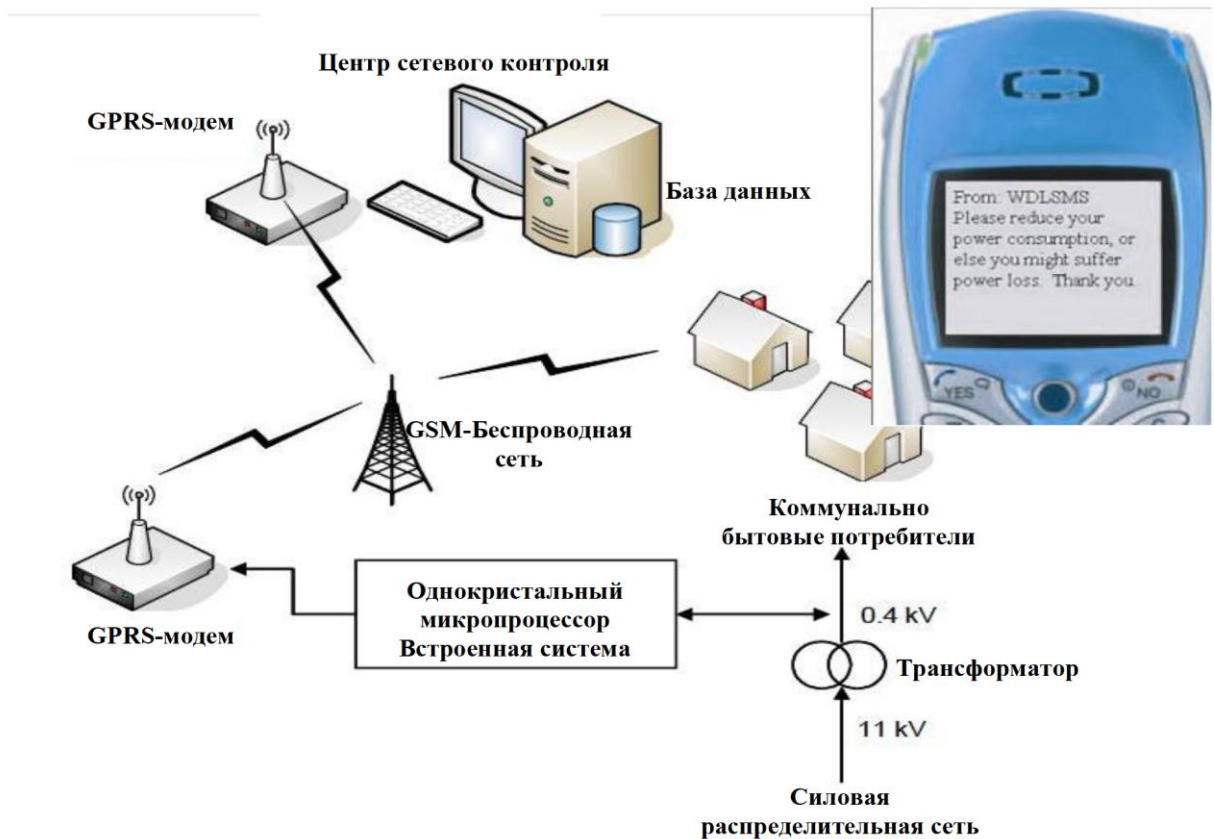 Центр сетевого контроля
GPRS-модем
База данных
From: WDLSMS
Please reduce your
power consumption, or
else you might suffer
power loss. Thank you.
YES
NO
GSM-Беспроводная
сеть
Коммунально
бытовые потребители
GPRS-модем
Однокристальный
микропроцессор
Встроенная система
0.4 kV
Трансформатор
11 kV
Силовая
распределительная сеть